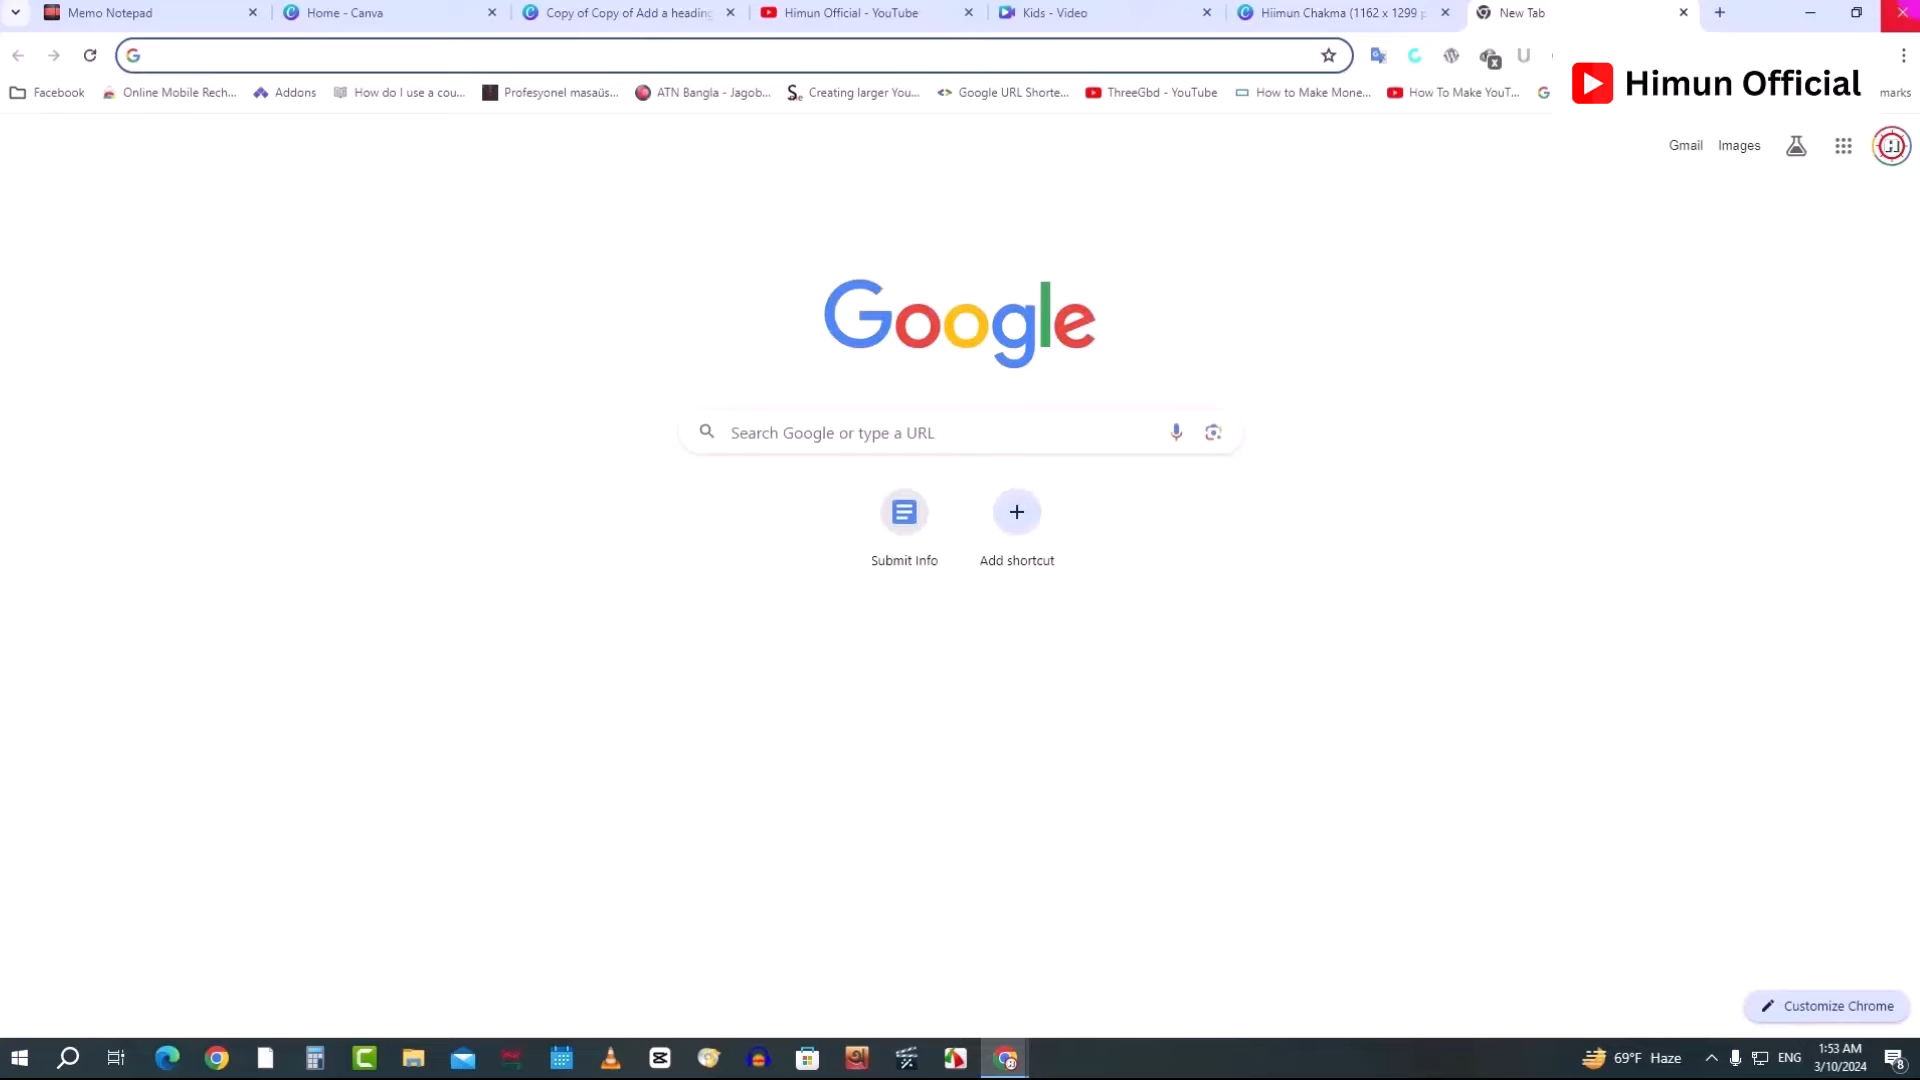 Memo Notepad
Home - Canva
Copy of Copy of Add a heading
Himun Official - YouTube
Kids - Video
Hiimun Chakma (1162 x 1299 p
New Tab
Himun Official
Facebook
Online Mobile Rech...
Addons
How do I use a cou...
Profesyonel masaüs...
ATN Bangla - Jagob...
Creating larger You...
Google URL Shorte...
ThreeGbd - YouTube
How to Make Mone...
How To Make YouT...
marks
Gmail
Images
Google
Search Google or type a URL
Submit Info
Add shortcut
Customize Chrome
69°F Haze
ENG
1:53 AM
3/10/2024
8